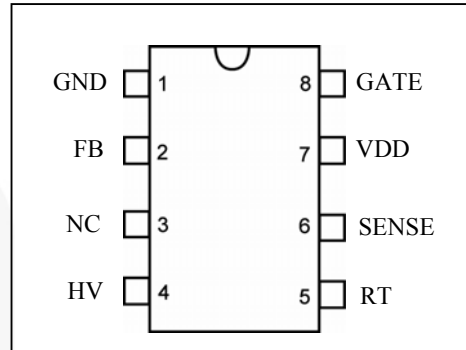 GND 1 8 GATE
FB 2 7 VDD
NC 3 6 SENSE
HV 4 5 RT